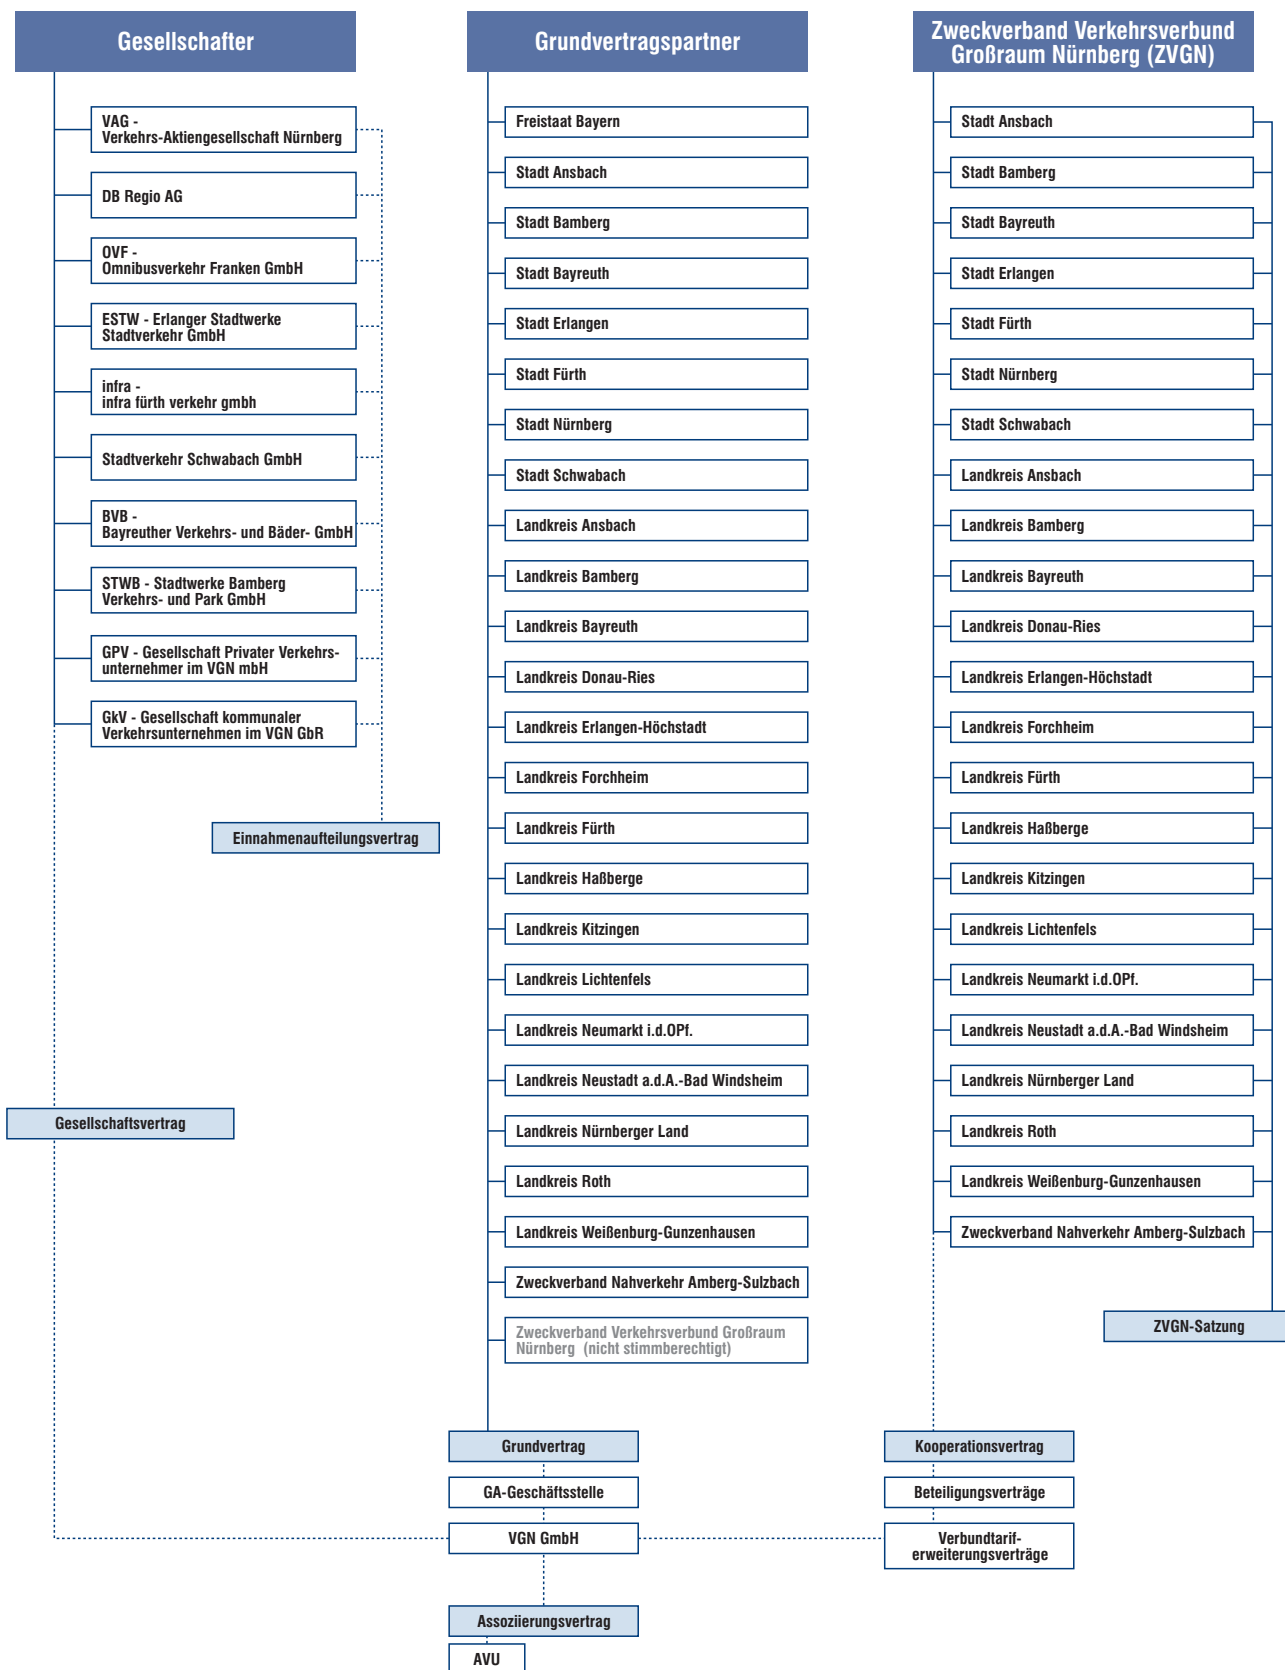 Gesellschafter
VAG -
Verkehrs-Aktiengesellschaft Nürnberg
DB Regio AG
OVF -
Omnibusverkehr Franken GmbH
ESTW - Erlanger Stadtwerke
Stadtverkehr GmbH
infra -
infra fürth verkehr gmbh
Stadtverkehr Schwabach GmbH
BVB -
Bayreuther Verkehrs- und Bäder- GmbH
STWB - Stadtwerke Bamberg
Verkehrs- und Park GmbH
GPV - Gesellschaft Privater Verkehrs-
unternehmer im VGN mbH
GkV - Gesellschaft kommunaler
Verkehrsunternehmen im VGN GbR
Einnahmenaufteilungsvertrag
Gesellschaftsvertrag
Grundvertragspartner
Freistaat Bayern
Stadt Ansbach
Stadt Bamberg
Stadt Bayreuth
Stadt Erlangen
Stadt Fürth
Stadt Nürnberg
Stadt Schwabach
Landkreis Ansbach
Landkreis Bamberg
Landkreis Bayreuth
Landkreis Donau-Ries
Landkreis Erlangen-Höchstadt
Landkreis Forchheim
Landkreis Fürth
Landkreis Haßberge
Landkreis Kitzingen
Landkreis Lichtenfels
Landkreis Neumarkt i.d.OPf.
Landkreis Neustadt a.d.A.-Bad Windsheim
Landkreis Nürnberger Land
Landkreis Roth
Landkreis Weißenburg-Gunzenhausen
Zweckverband Nahverkehr Amberg-Sulzbach
Zweckverband Verkehrsverbund Großraum
Nürnberg (nicht stimmberechtigt)
Grundvertrag
GA-Geschäftsstelle
VGN GmbH
Assoziierungsvertrag
AVU
Zweckverband Verkehrsverbund
Großraum Nürnberg (ZVGN)
Stadt Ansbach
Stadt Bamberg
Stadt Bayreuth
Stadt Erlangen
Stadt Fürth
Stadt Nürnberg
Stadt Schwabach
Landkreis Ansbach
Landkreis Bamberg
Landkreis Bayreuth
Landkreis Donau-Ries
Landkreis Erlangen-Höchstadt
Landkreis Forchheim
Landkreis Fürth
Landkreis Haßberge
Landkreis Kitzingen
Landkreis Lichtenfels
Landkreis Neumarkt i.d.OPf.
Landkreis Neustadt a.d.A.-Bad Windsheim
Landkreis Nürnberger Land
Landkreis Roth
Landkreis Weißenburg-Gunzenhausen
Zweckverband Nahverkehr Amberg-Sulzbach
ZVGN-Satzung
Kooperationsvertrag
Beteiligungsverträge
Verbundtarif-
erweiterungsverträge